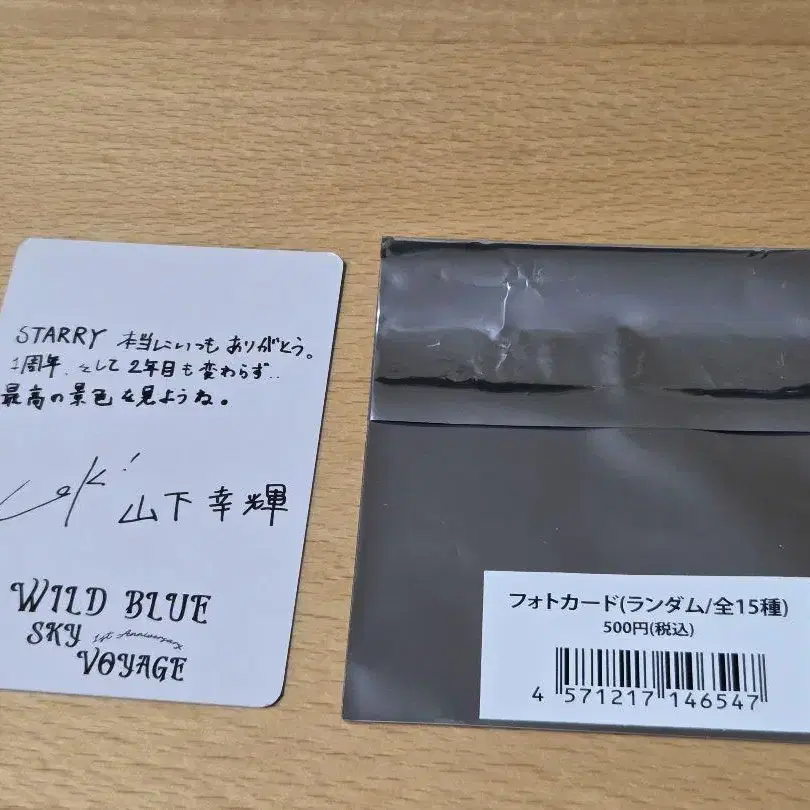 STARRY 本当にいつもありがとう。
1周年、そして2年目も変わらず..
最高の景色を見ようね。
山下幸輝
WILD BLUE
SKY 1st Anniversary
VOYAGE
フォトカード(ランダム/全15種)
500円(税込)
4 571217 146547